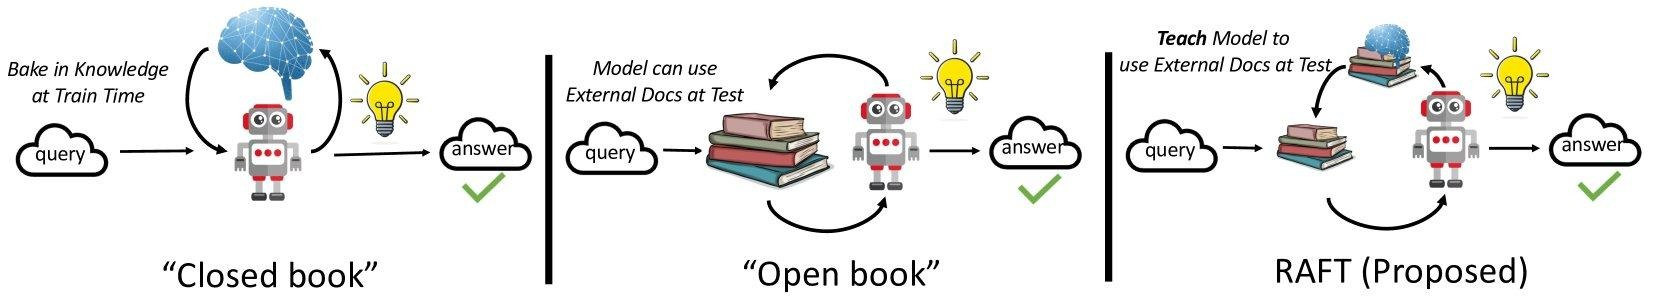 Bake in Knowledge
at Train Time
query
answer
“Closed book”
Model can use
External Docs at Test
query
answer
“Open book”
Teach Model to
use External Docs at Test
query
answer
RAFT (Proposed)